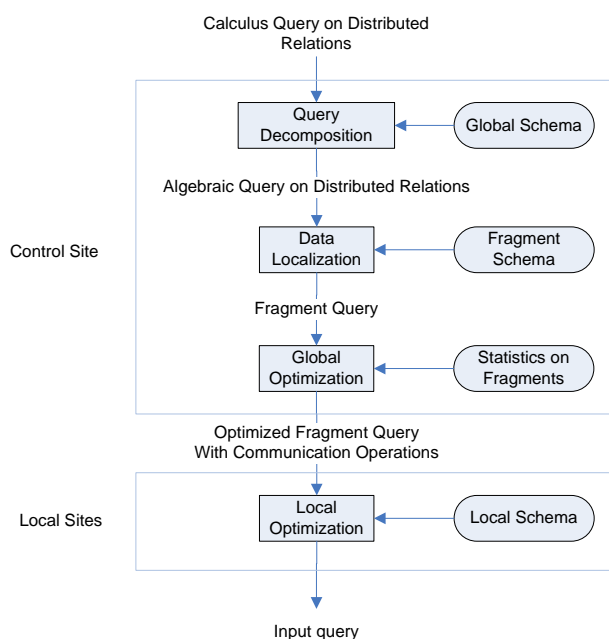 Calculus Query on Distributed
Relations
Query
Decomposition
Global Schema
Algebraic Query on Distributed Relations
Control Site
Data
Localization
Fragment
Schema
Fragment Query
Global
Optimization
Statistics on
Fragments
Optimized Fragment Query
With Communication Operations
Local Sites
Local
Optimization
Local Schema
Input query